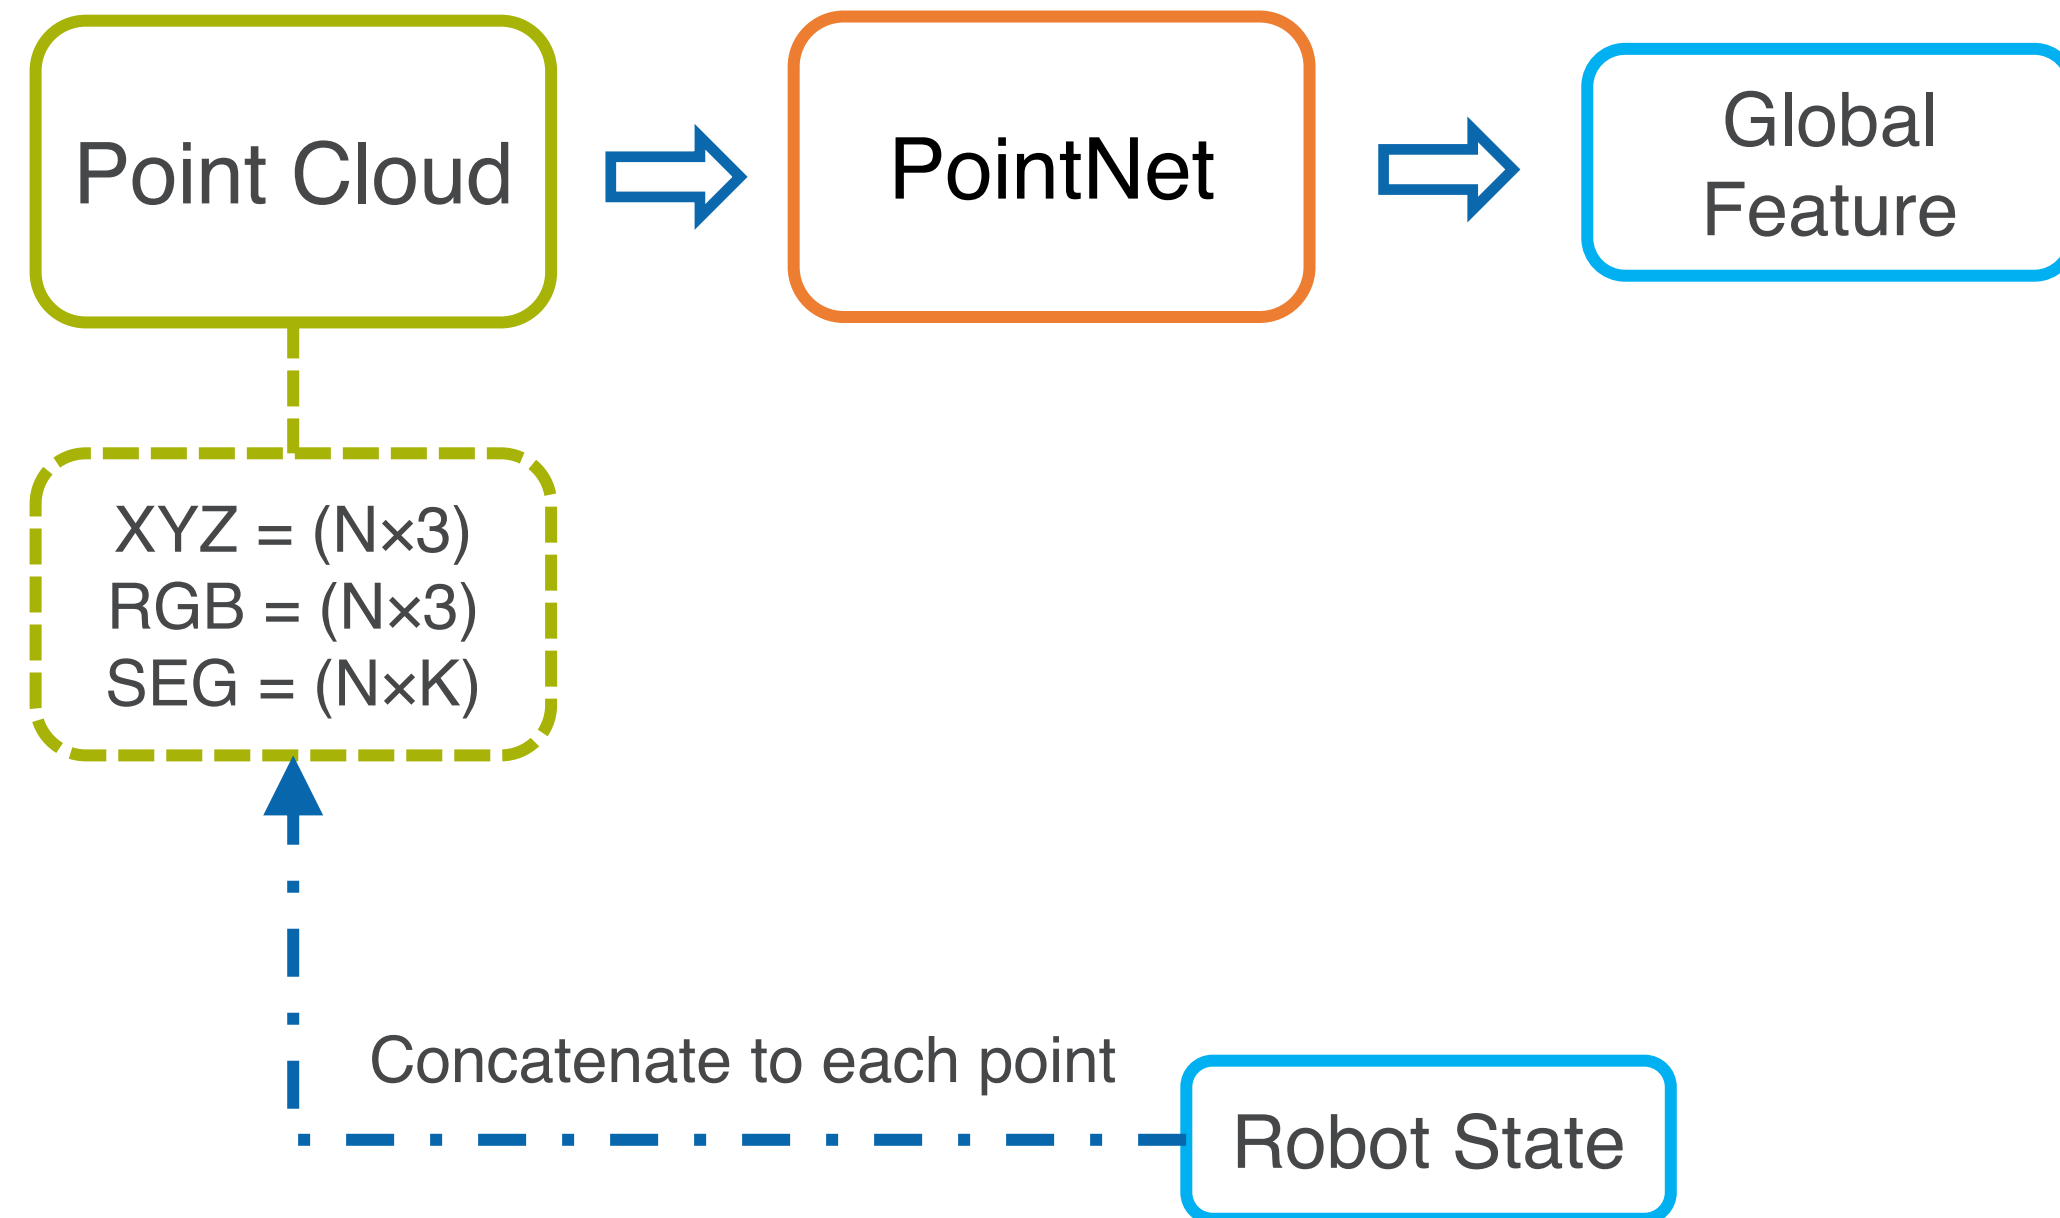 Point Cloud
PointNet
Global
Feature
XYZ = (N×3)
RGB = (N×3)
SEG = (N×K)
Concatenate to each point
Robot State